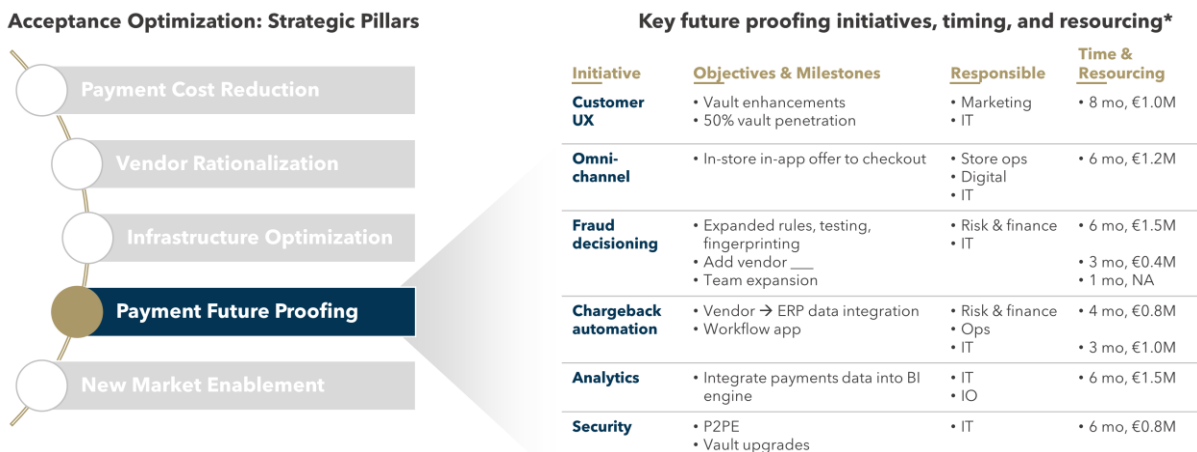 Acceptance Optimization: Strategic Pillars
Payment Cost Reduction
Vendor Rationalization
Infrastructure Optimization
Payment Future Proofing
New Market Enablement
Key future proofing initiatives, timing, and resourcing*
Initiative Objectives & Milestones Responsible Time & Resourcing
Customer UX
• Vault enhancements
• 50% vault penetration
• Marketing
• IT
• 8 mo, €1.0M
Omni-
channel
• In-store in-app offer to checkout
• Store ops
• Digital
• IT
• 6 mo, €1.2M
Fraud
decisioning
• Expanded rules, testing,
fingerprinting
• Add vendor ___
• Team expansion
• Risk & finance
• IT
• 6 mo, €1.5M
• 3 mo, €0.4M
• 1 mo, NA
Chargeback
automation
• Vendor → ERP data integration
• Workflow app
• Risk & finance
• Ops
• IT
• 4 mo, €0.8M
• 3 mo, €1.0M
Analytics
• Integrate payments data into BI
engine
• IT
• IO
• 6 mo, €1.5M
Security
• P2PE
• Vault upgrades
• IT
• 6 mo, €0.8M